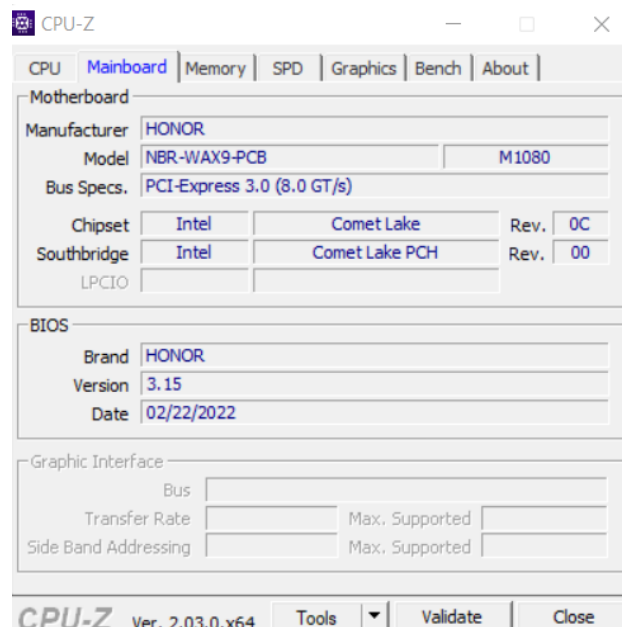 CPU-Z
CPU Mainboard Memory SPD Graphics Bench About
Motherboard
Manufacturer HONOR
Model NBR-WAX9-PCB M1080
Bus Specs. PCI-Express 3.0 (8.0 GT/s)
Chipset Intel Comet Lake Rev. 0C
Southbridge Intel Comet Lake PCH Rev. 00
LPCIO
BIOS
Brand HONOR
Version 3.15
Date 02/22/2022
Graphic Interface
Bus
Transfer Rate Max. Supported
Side Band Addressing Max. Supported
CPU-Z Ver. 2.03.0.x64 Tools Validate Close